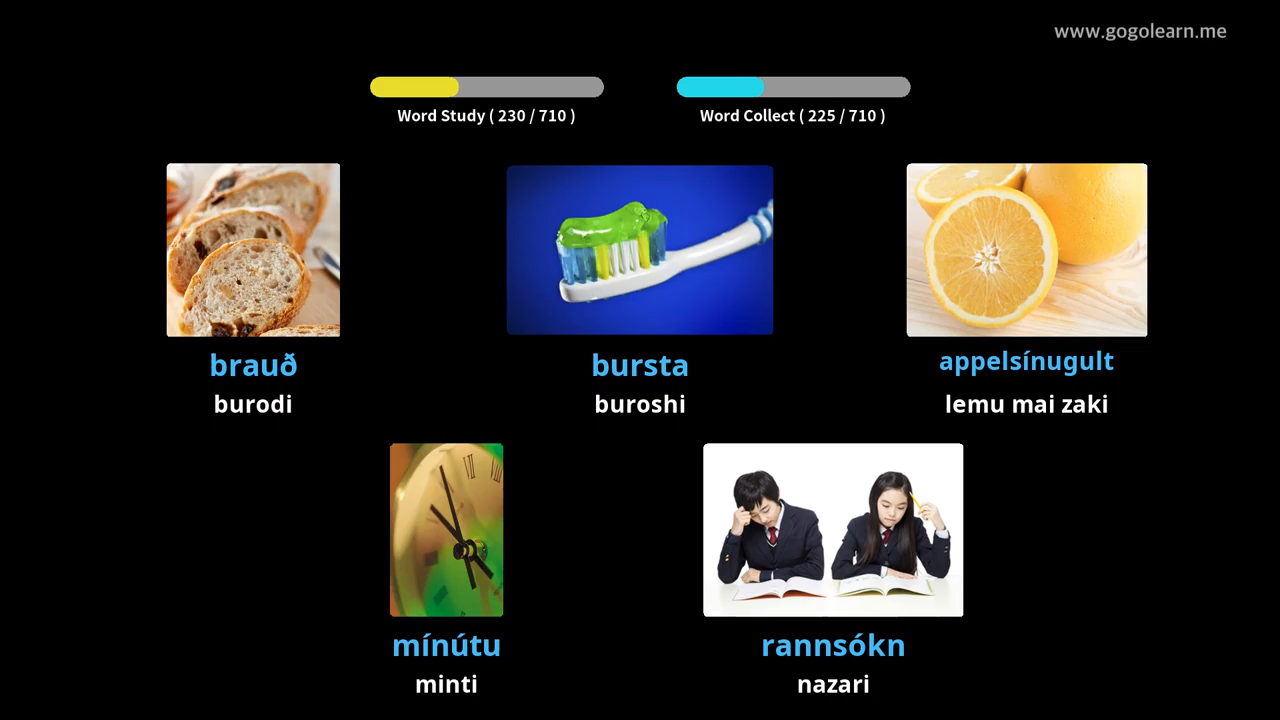 www.gogolearn.me
Word Study ( 230 / 710 )
Word Collect ( 225 / 710 )
brauð
burodi
bursta
buroshi
appelsínugult
lemu mai zaki
mínútu
minti
rannsókn
nazari